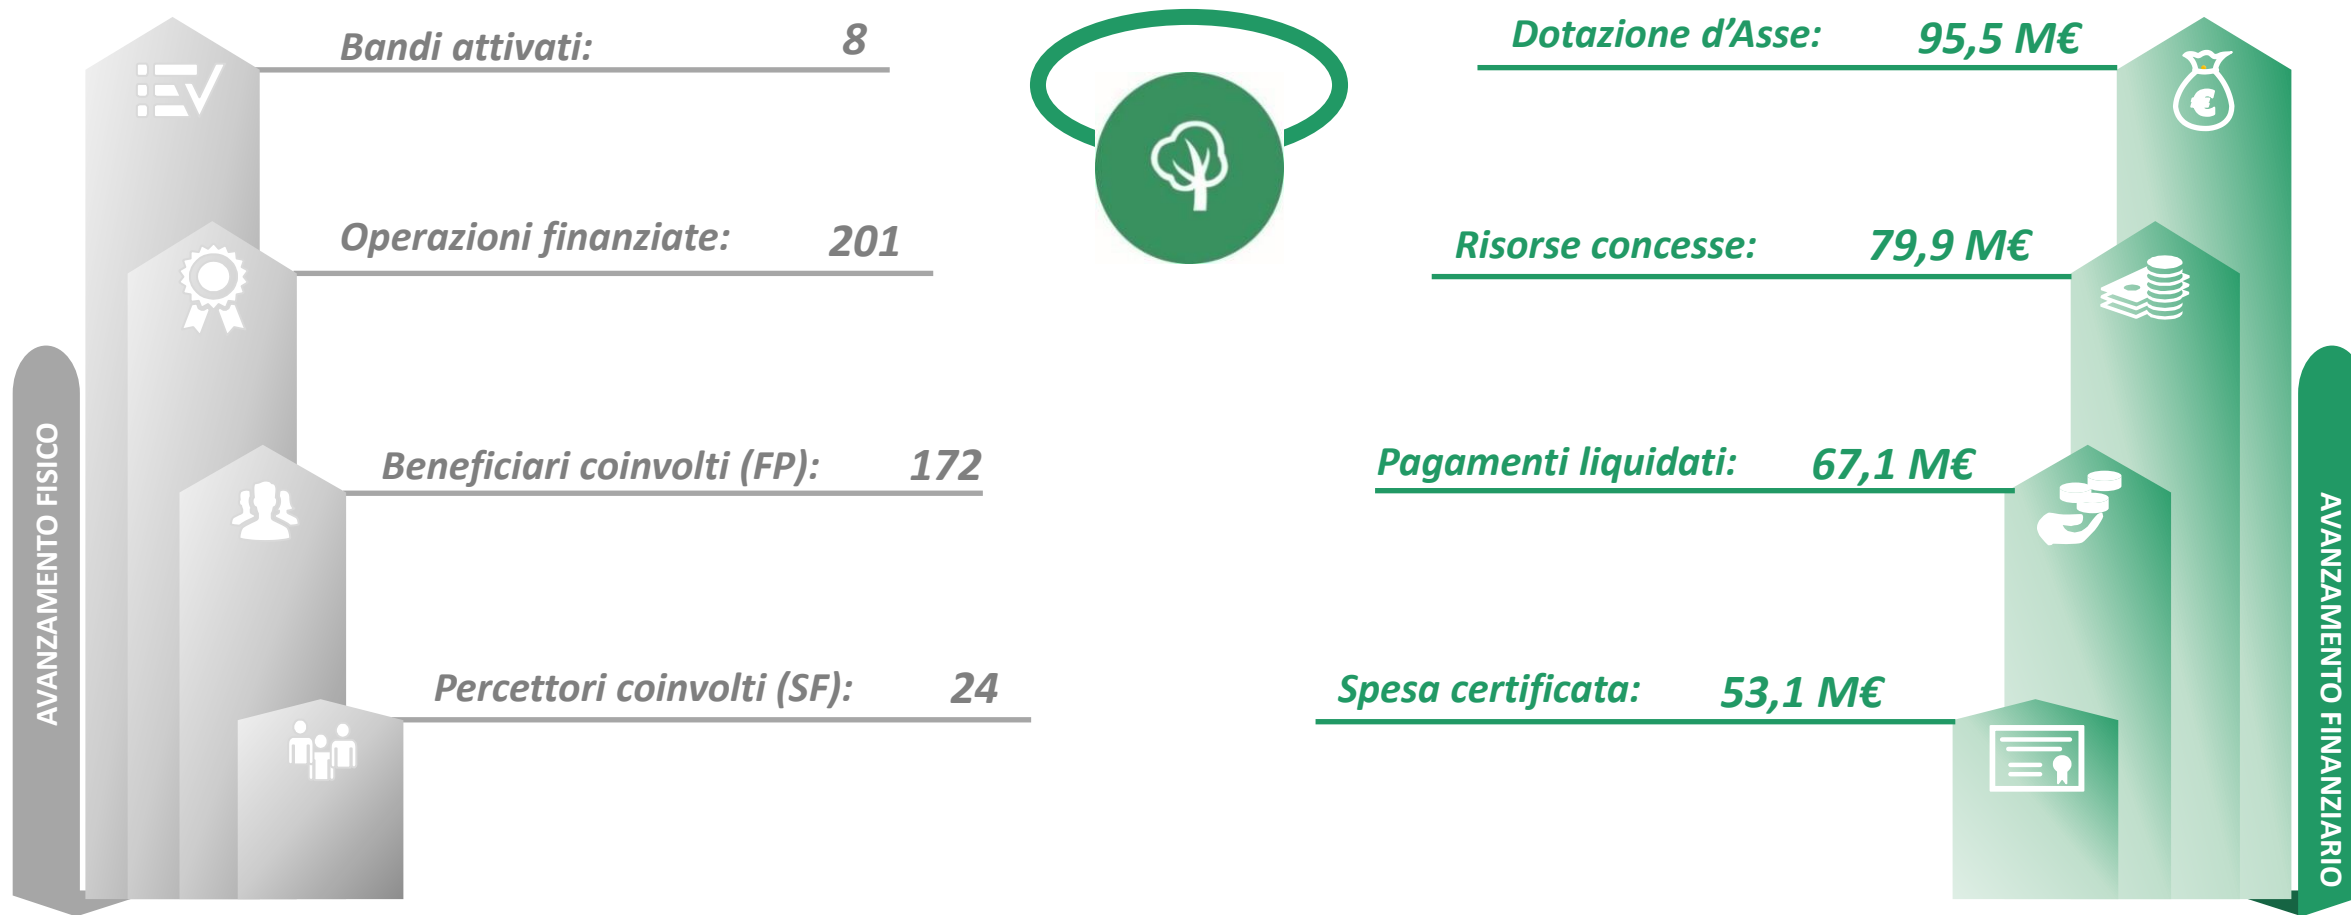 Bandi attivati: 8
Operazioni finanziate: 201
Beneficiari coinvolti (FP): 172
Percettori coinvolti (SF): 24
AVANZAMENTO FISICO
Dotazione d’Asse: 95,5 M€
Risorse concesse: 79,9 M€
Pagamenti liquidati: 67,1 M€
Spesa certificata: 53,1 M€
AVANZAMENTO FINANZIARIO